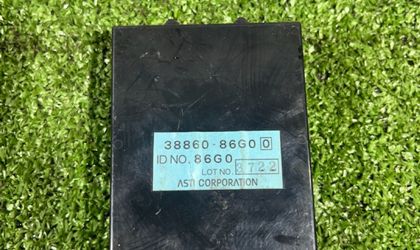 38860-86G0 0
ID NO. 86G0
LOT NO. 3722
ASTI CORPORATION